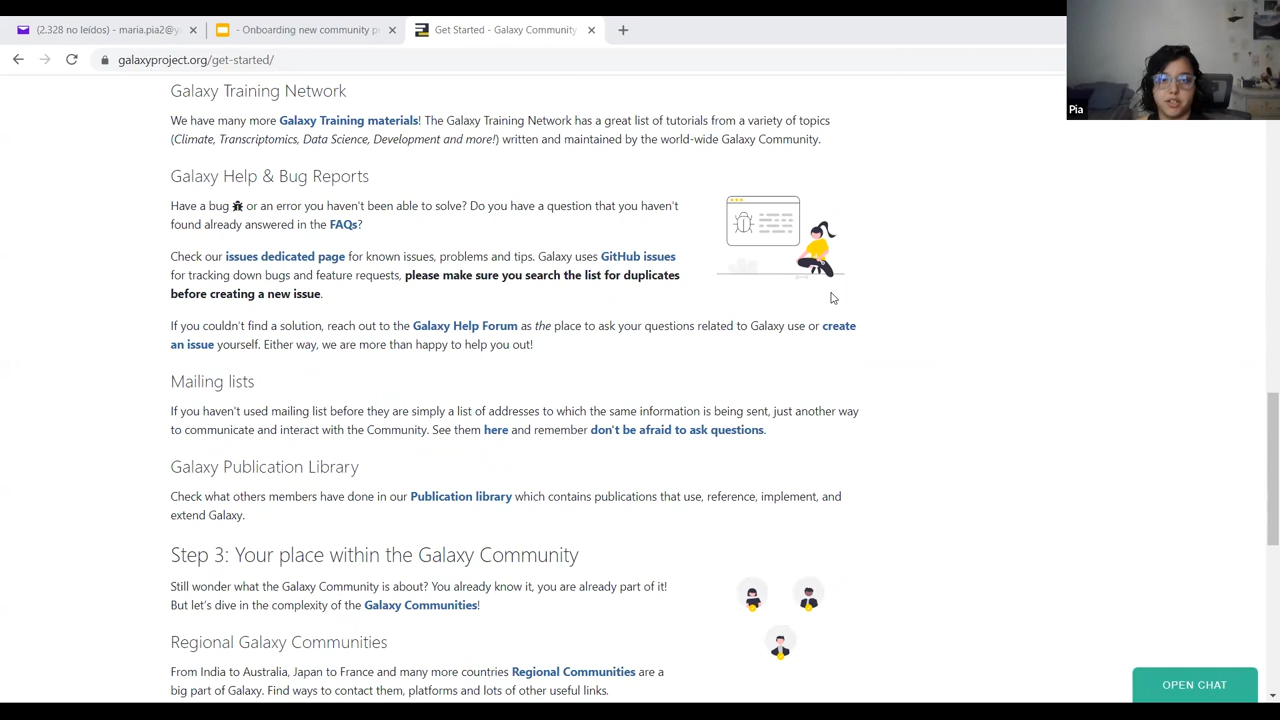 (2.328 no leídos) - maria.pia2@y
- Onboarding new community p
Get Started - Galaxy Community
galaxyproject.org/get-started/
Pia
Galaxy Training Network
We have many more Galaxy Training materials! The Galaxy Training Network has a great list of tutorials from a variety of topics
(Climate, Transcriptomics, Data Science, Development and more!) written and maintained by the world-wide Galaxy Community.
Galaxy Help & Bug Reports
Have a bug or an error you haven't been able to solve? Do you have a question that you haven't
found already answered in the FAQs?
Check our issues dedicated page for known issues, problems and tips. Galaxy uses GitHub issues
for tracking down bugs and feature requests, please make sure you search the list for duplicates
before creating a new issue.
If you couldn't find a solution, reach out to the Galaxy Help Forum as the place to ask your questions related to Galaxy use or create
an issue yourself. Either way, we are more than happy to help you out!
Mailing lists
If you haven't used mailing list before they are simply a list of addresses to which the same information is being sent, just another way
to communicate and interact with the Community. See them here and remember don't be afraid to ask questions.
Galaxy Publication Library
Check what others members have done in our Publication library which contains publications that use, reference, implement, and
extend Galaxy.
Step 3: Your place within the Galaxy Community
Still wonder what the Galaxy Community is about? You already know it, you are already part of it!
But let's dive in the complexity of the Galaxy Communities!
Regional Galaxy Communities
From India to Australia, Japan to France and many more countries Regional Communities are a
big part of Galaxy. Find ways to contact them, platforms and lots of other useful links.
OPEN CHAT